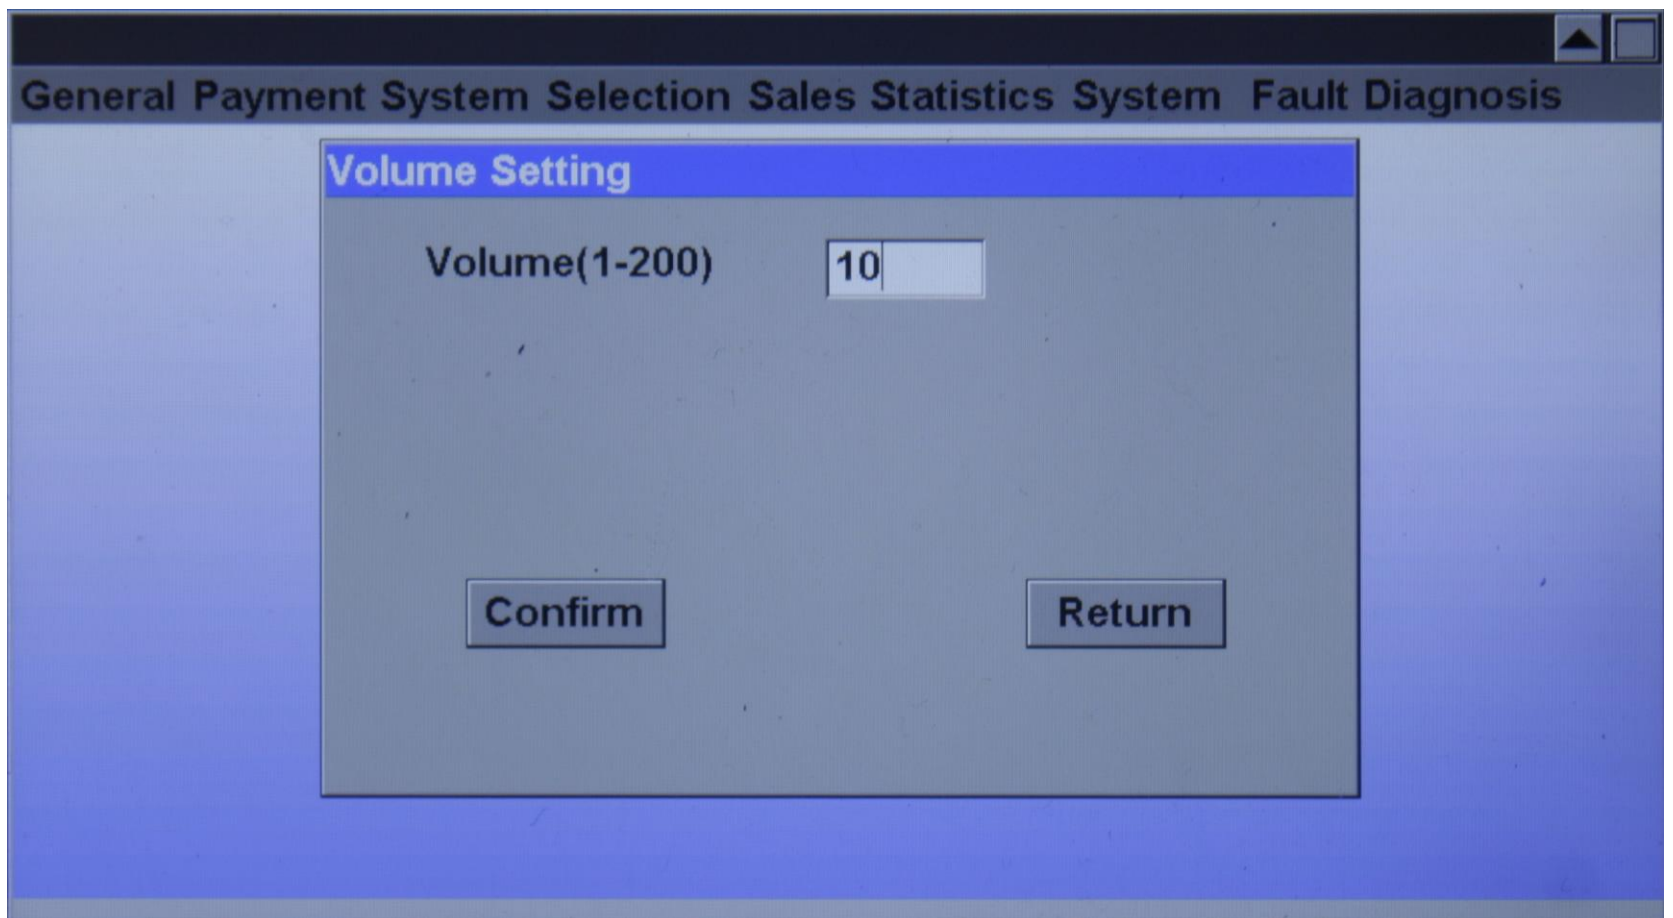 General Payment System Selection Sales Statistics System Fault Diagnosis
Volume Setting
Volume(1-200) 10
Confirm Return